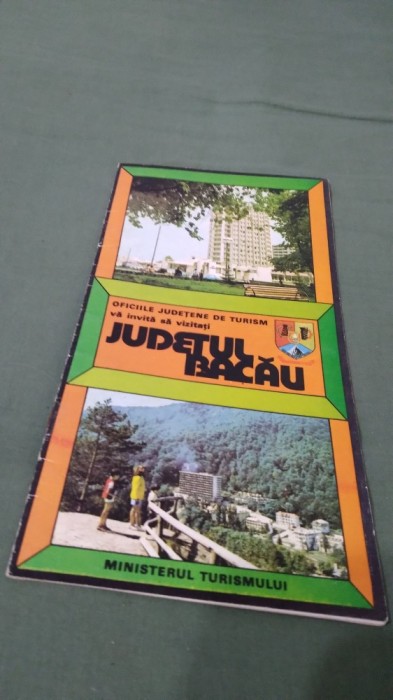 OFICIILE JUDEȚENE DE TURISM
vă invită să vizitați
JUDEȚUL
BACĂU
MINISTERUL TURISMULUI